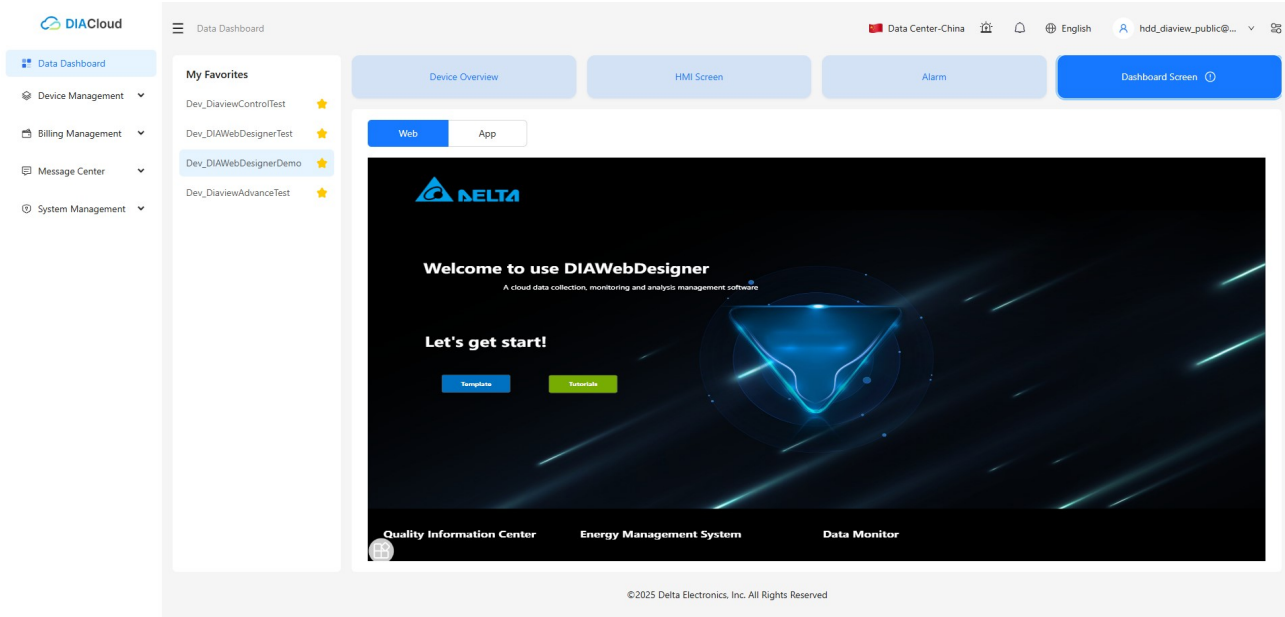 DIACloud
Data Dashboard
Data Center-China
English
hdd_diaview_public@...
Data Dashboard
Device Management
Billing Management
Message Center
System Management
My Favorites
Dev_DiaviewControlTest
Dev_DIAWebDesignerTest
Dev_DIAWebDesignerDemo
Dev_DiaviewAdvanceTest
Device Overview
HMI Screen
Alarm
Dashboard Screen
Web
App
DELTA
Welcome to use DIAWebDesigner
A cloud data collection, monitoring and analysis management software
Let's get start!
Template
Tutorials
Quality Information Center
Energy Management System
Data Monitor
©2025 Delta Electronics, Inc. All Rights Reserved